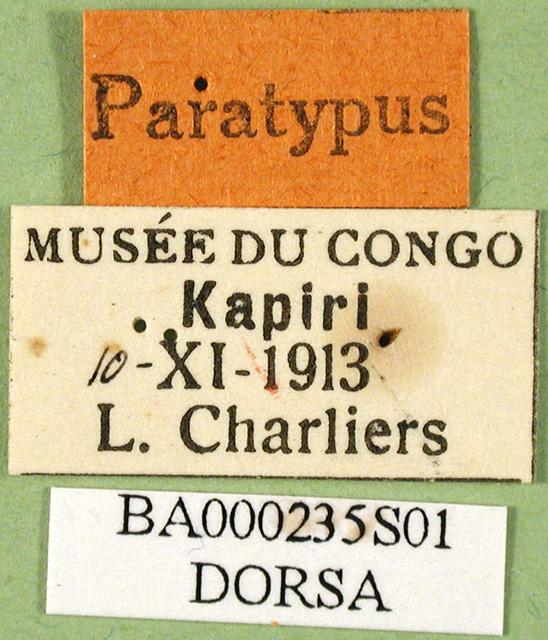 Paratypus
MUSÉE DU CONGO
Kapiri
10-XI-1913
L. Charliers
BA000235S01
DORSA